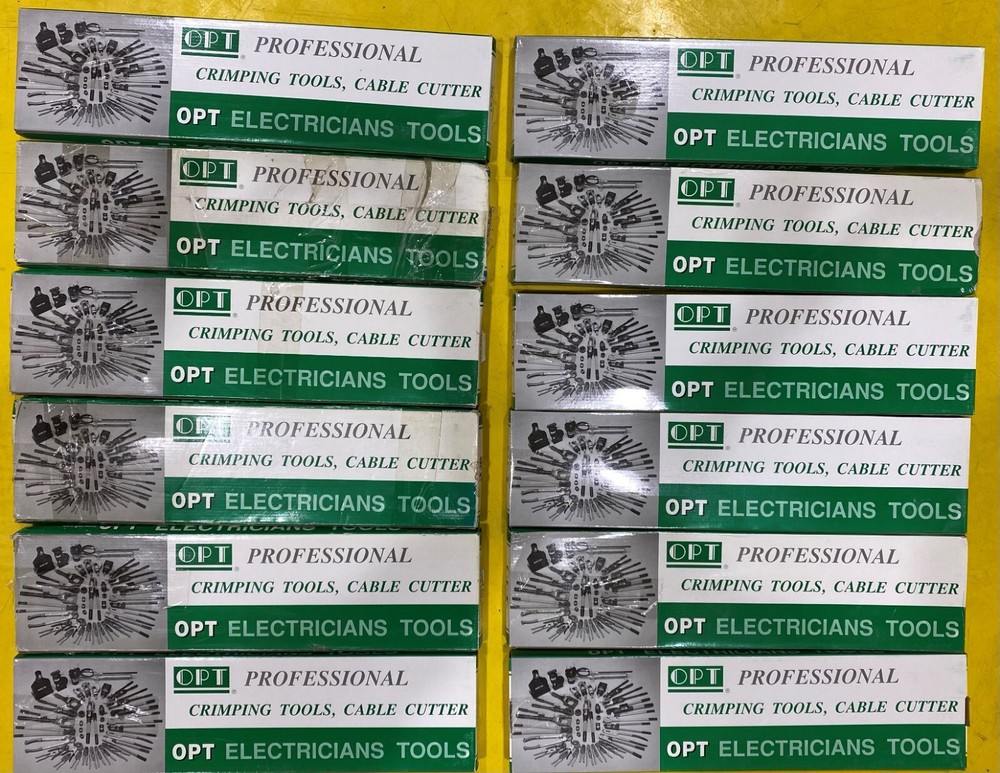 OPT PROFESSIONAL
CRIMPING TOOLS, CABLE CUTTER
OPT ELECTRICIANS TOOLS
OPT PROFESSIONAL
CRIMPING TOOLS, CABLE CUTTER
OPT ELECTRICIANS TOOLS
OPT PROFESSIONAL
CRIMPING TOOLS, CABLE CUTTER
OPT ELECTRICIANS TOOLS
OPT PROFESSIONAL
CRIMPING TOOLS, CABLE CUTTER
OPT ELECTRICIANS TOOLS
OPT ELECTRICIANS TOOLS
OPT PROFESSIONAL
CRIMPING TOOLS, CABLE CUTTER
OPT ELECTRICIANS TOOLS
OPT PROFESSIONAL
CRIMPING TOOLS, CABLE CUTTER
OPT ELECTRICIANS TOOLS
OPT PROFESSIONAL
CRIMPING TOOLS, CABLE CUTTER
OPT ELECTRICIANS TOOLS
OPT PROFESSIONAL
CRIMPING TOOLS, CABLE CUTTER
OPT ELECTRICIANS TOOLS
OPT PROFESSIONAL
CRIMPING TOOLS, CABLE CUTTER
OPT ELECTRICIANS TOOLS
OPT PROFESSIONAL
CRIMPING TOOLS, CABLE CUTTER
OPT ELECTRICIANS TOOLS
OPT PROFESSIONAL
CRIMPING TOOLS, CABLE CUTTER
OPT ELECTRICIANS TOOLS
OPT ELECTRICIANS
OPT PROFESSIONAL
CRIMPING TOOLS, CABLE CUTTER
OPT ELECTRICIANS TOOLS